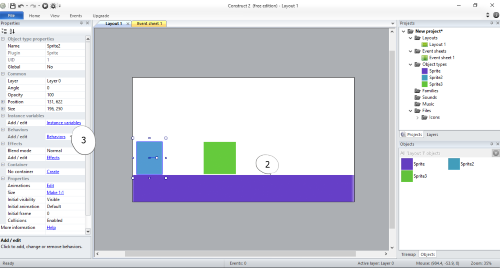 Construct 2 (free edition) - Layout 1
File Home View Events Upgrade
Properties
Object type properties
Name Sprite2
Plugin Sprite
UID 1
Global No
Common
Layer Layer 0
Angle 0
Opacity 100
Position 121, 822
Size 196, 250
Instance variables
Add / edit Instance variables
Behaviors
Add / edit Behaviors
Effects
Blend mode Normal
Add / edit Effects
Container
No container Create
Properties
Animations Edit
Size Make 1:1
Initial visibility Visible
Initial animation Default
Initial frame 0
Collisions Enabled
More information Help
Add / edit
Click to add, change or remove behaviors.
Layout 1 Event sheet 1
3
2
Projects
New project*
Layouts
Layout 1
Event sheets
Event sheet 1
Object types
Sprite
Sprite2
Sprite3
Families
Sounds
Music
Files
Icons
Projects Layers
Objects
Layout 1: objects
Sprite Sprite2
Sprite3
Tilemap Objects
Ready Events: 0 Active layer: Layer 0 Zoom: 33%